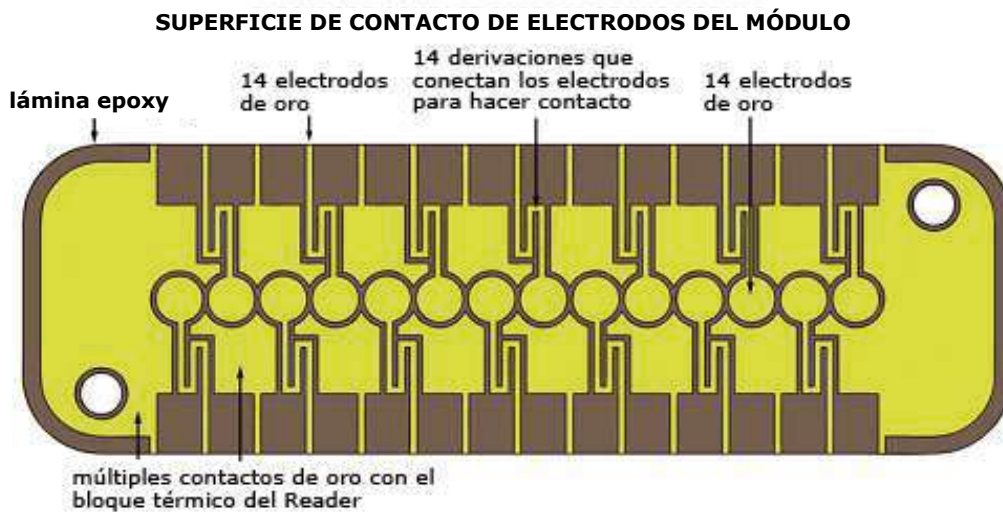 SUPERFICIE DE CONTACTO DE ELECTRODOS DEL MÓDULO
lámina epoxy
14 electrodos
de oro
14 derivaciones que
conectan los electrodos
para hacer contacto
14 electrodos
de oro
múltiples contactos de oro con el
bloque térmico del Reader